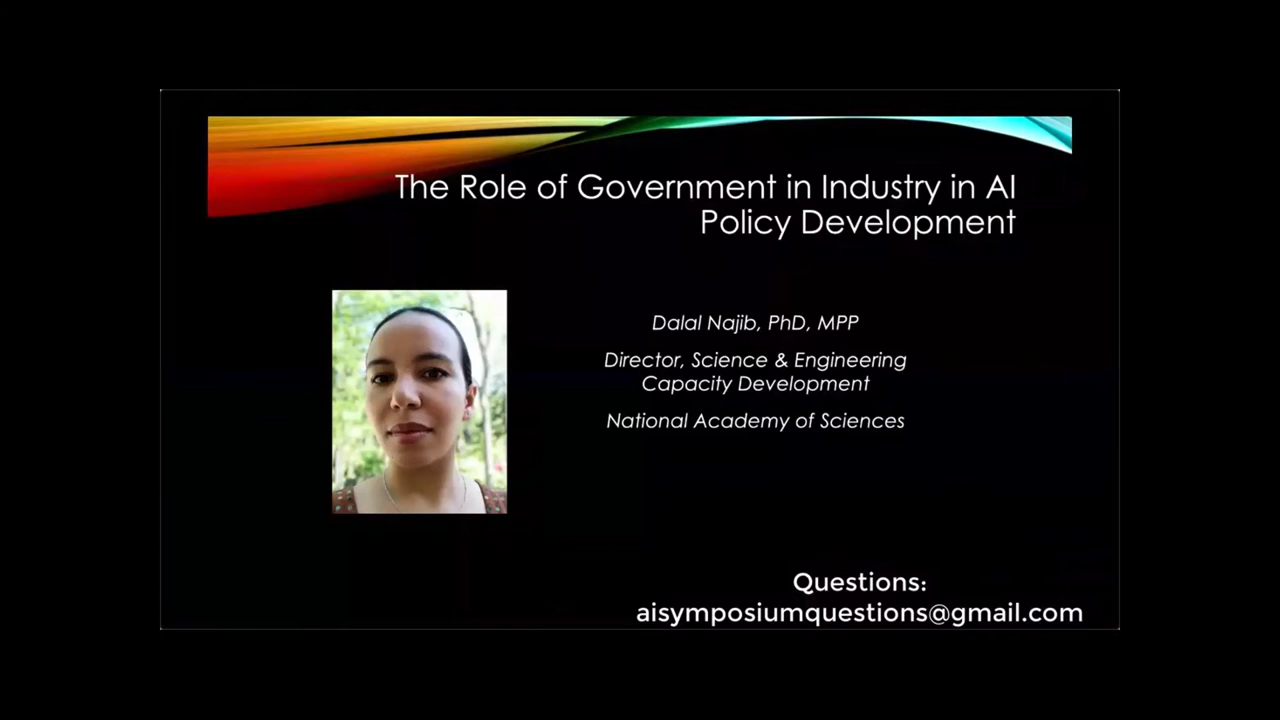 The Role of Government in Industry in AI
Policy Development
Dalal Najib, PhD, MPP
Director, Science & Engineering
Capacity Development
National Academy of Sciences
Questions:
aisymposiumquestions@gmail.com